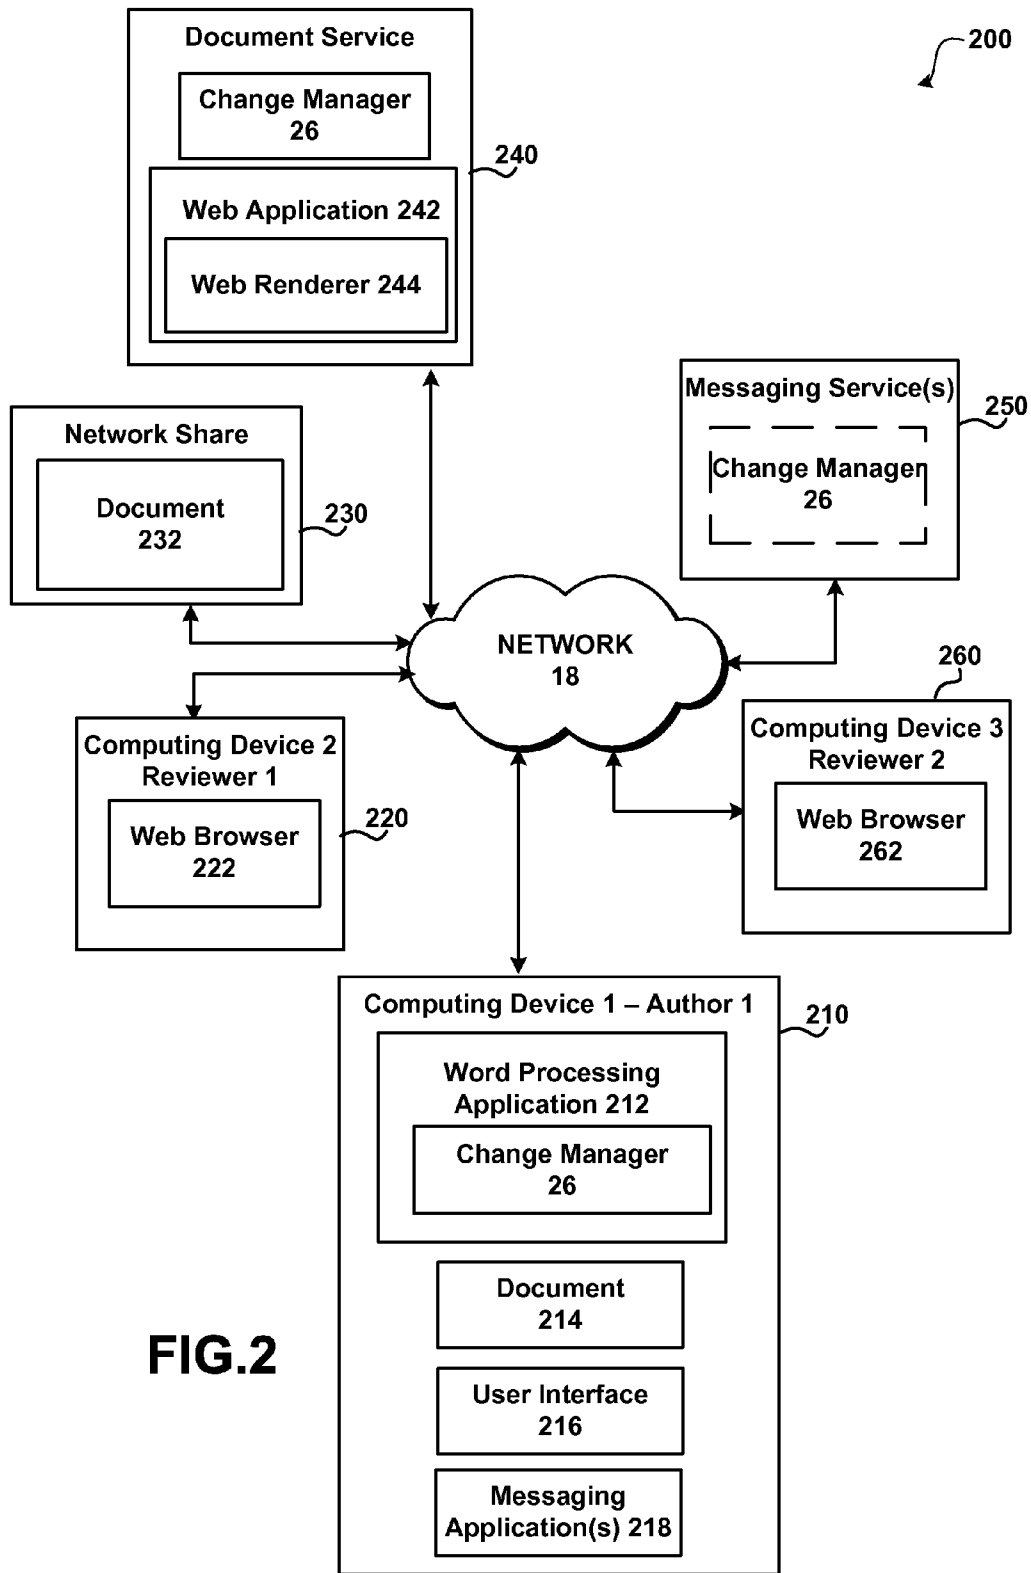 Document Service
200
Change Manager
26
240
Web Application 242
Web Renderer 244
Messaging Service(s)
250
Change Manager
26
Network Share
Document
232
230
NETWORK
18
260
Computing Device 2
Reviewer 1
220
Web Browser
222
Computing Device 3
Reviewer 2
Web Browser
262
Computing Device 1 – Author 1
210
Word Processing
Application 212
Change Manager
26
Document
214
FIG.2
User Interface
216
Messaging
Application(s) 218